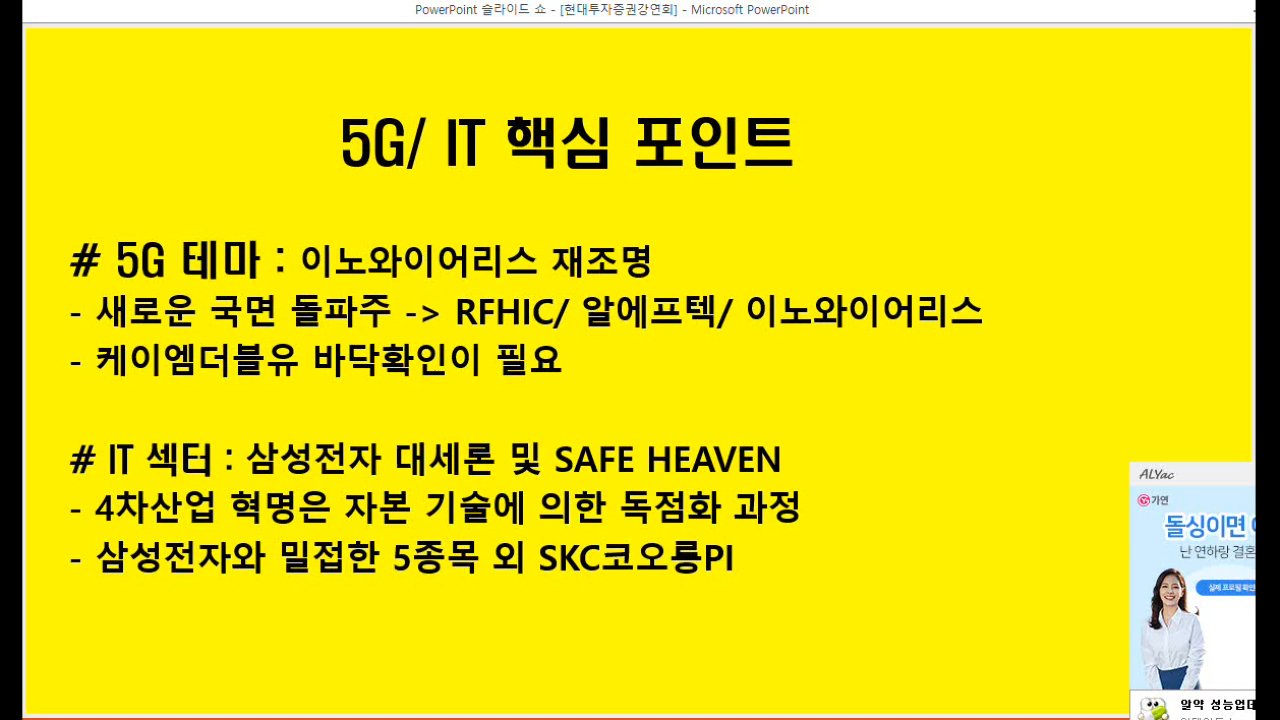 PowerPoint 슬라이드 쇼 - [현대투자증권강연회] - Microsoft PowerPoint
5G/ IT 핵심 포인트
# 5G 테마 : 이노와이어리스 재조명
- 새로운 국면 돌파주 -> RFHIC/ 알에프텍/ 이노와이어리스
- 케이엠더블유 바닥확인이 필요
# IT 섹터 : 삼성전자 대세론 및 SAFE HEAVEN
- 4차산업 혁명은 자본 기술에 의한 독점화 과정
- 삼성전자와 밀접한 5종목 외 SKC코오롱PI
ALYac
가연
돌싱이면
난 연하랑 결혼
실제 프로필 확인
알약 성능업데